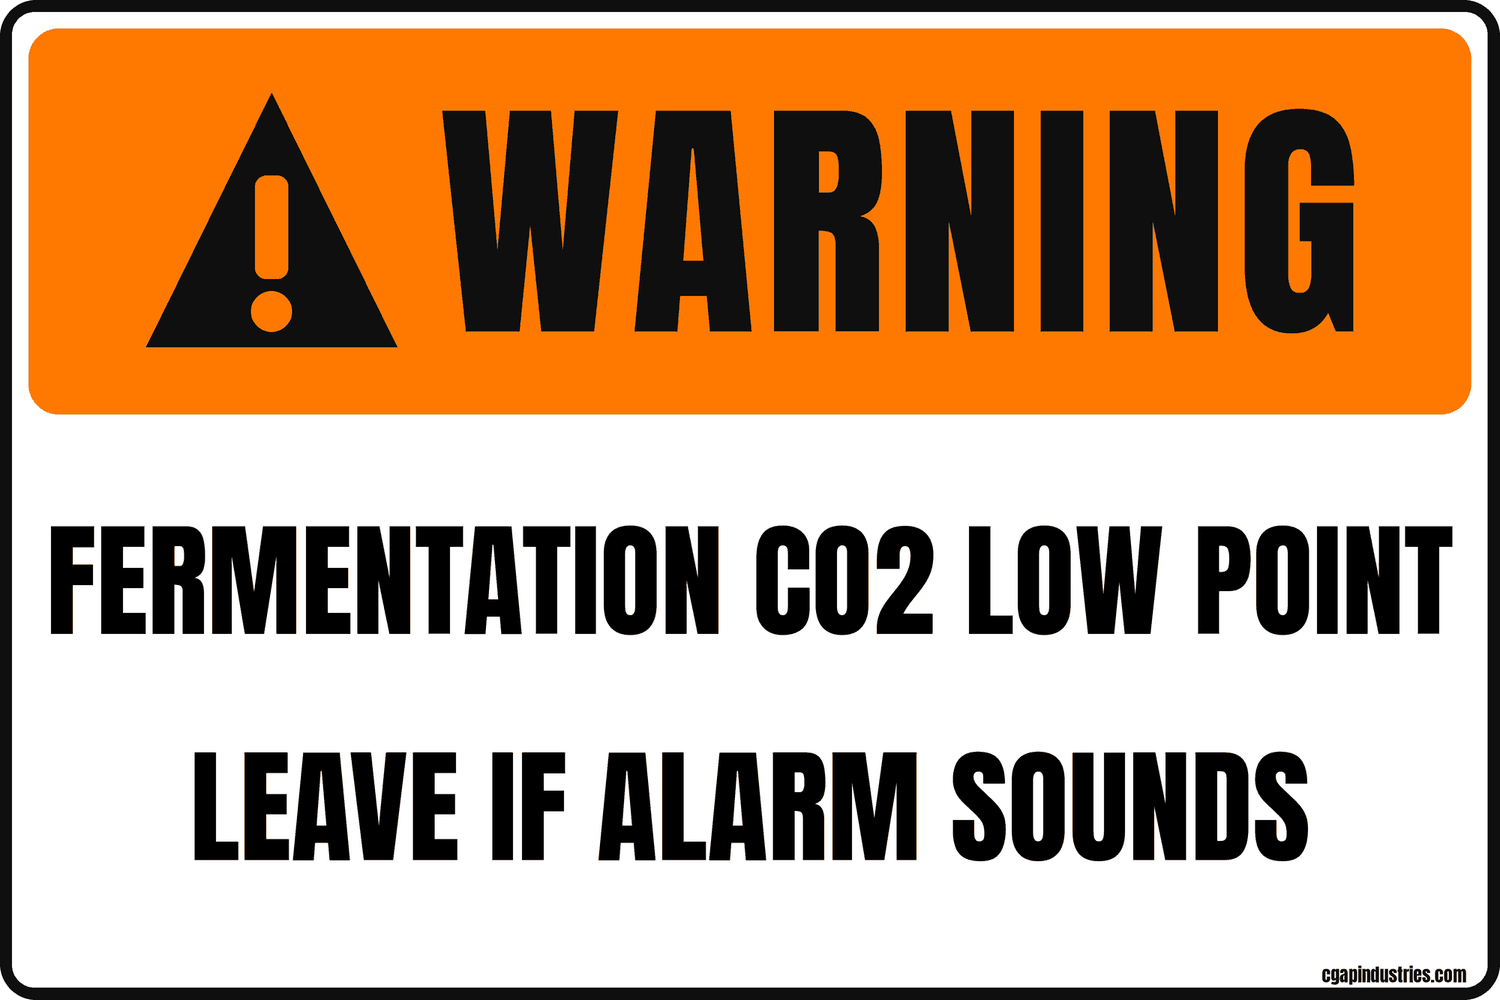 WARNING
FERMENTATION CO2 LOW POINT
LEAVE IF ALARM SOUNDS
cgapindustries.com